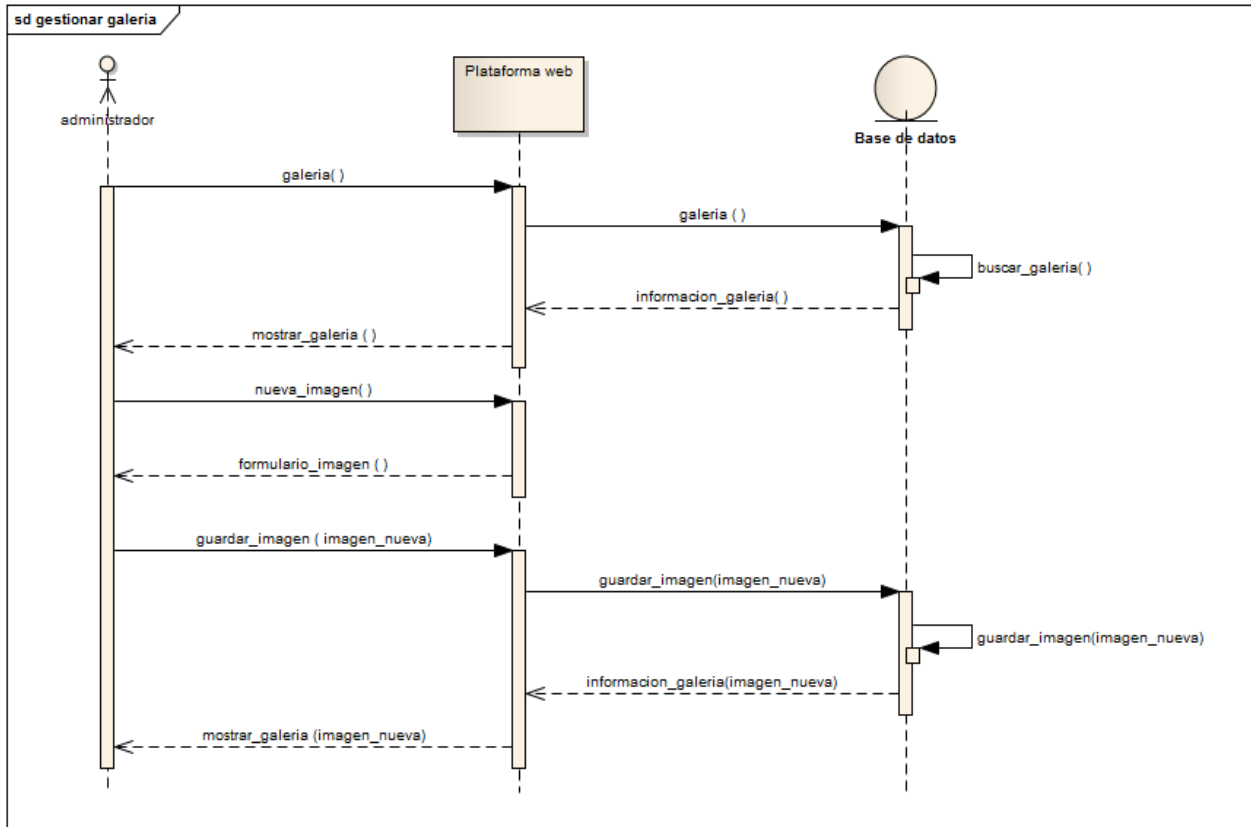 sd gestionar galeria
administrador
Plataforma web
Base de datos
galeria( )
galeria ( )
buscar_galeria( )
informacion_galeria( )
mostrar_galeria ( )
nueva_imagen( )
formulario_imagen ( )
guardar_imagen ( imagen_nueva)
guardar_imagen(imagen_nueva)
guardar_imagen(imagen_nueva)
informacion_galeria(imagen_nueva)
mostrar_galeria (imagen_nueva)